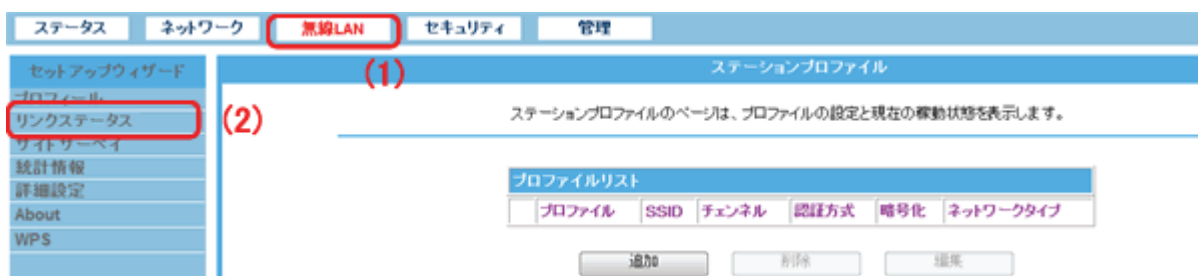 ステータス ネットワーク 無線LAN セキュリティ 管理
(1)
セットアップウィザード
プロフィール
リンクステータス
(2)
サイトサーベイ
統計情報
詳細設定
About
WPS
ステーションプロファイル
ステーションプロファイルのページは、プロファイルの設定と現在の稼動状態を表示します。
プロファイルリスト
プロファイル SSID チェンネル 認証方式 暗号化 ネットワークタイプ
追加 削除 編集